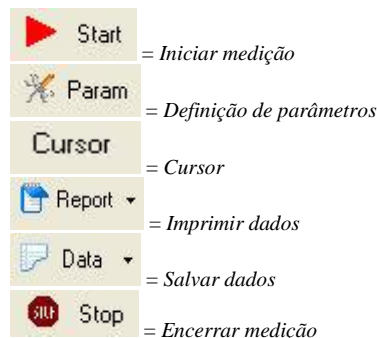 Start = Iniciar medição
Param = Definição de parâmetros
Cursor = Cursor
Report = Imprimir dados
Data = Salvar dados
Stop = Encerrar medição